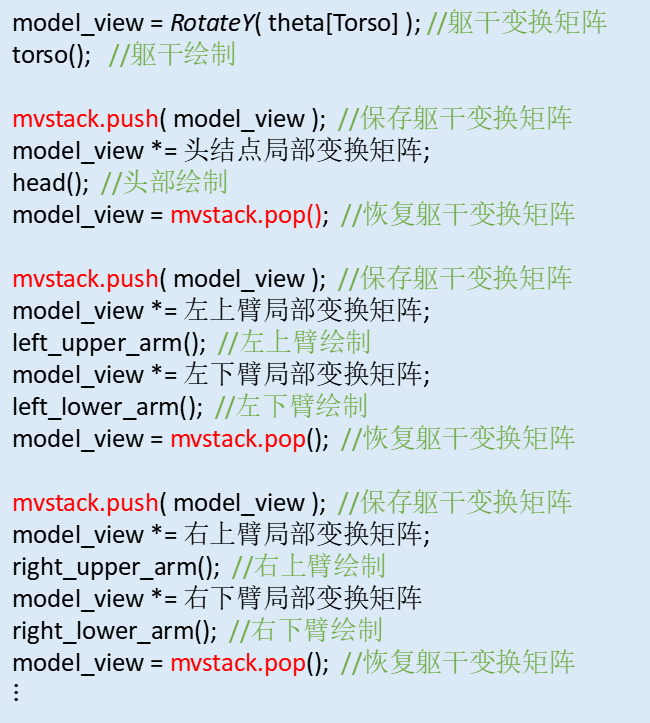 model_view = RotateY( theta[Torso] ); //躯干变换矩阵
torso();   //躯干绘制
mvstack.push( model_view );  //保存躯干变换矩阵
model_view *= 头结点局部变换矩阵;
head();  //头部绘制
model_view = mvstack.pop();  //恢复躯干变换矩阵
mvstack.push( model_view );  //保存躯干变换矩阵
model_view *= 左上臂局部变换矩阵;
left_upper_arm();  //左上臂绘制
model_view *= 左下臂局部变换矩阵;
left_lower_arm();  //左下臂绘制
model_view = mvstack.pop();  //恢复躯干变换矩阵
mvstack.push( model_view );  //保存躯干变换矩阵
model_view *= 右上臂局部变换矩阵;
right_upper_arm();  //右上臂绘制
model_view *= 右下臂局部变换矩阵
right_lower_arm();  //右下臂绘制
model_view = mvstack.pop();  //恢复躯干变换矩阵
⋮